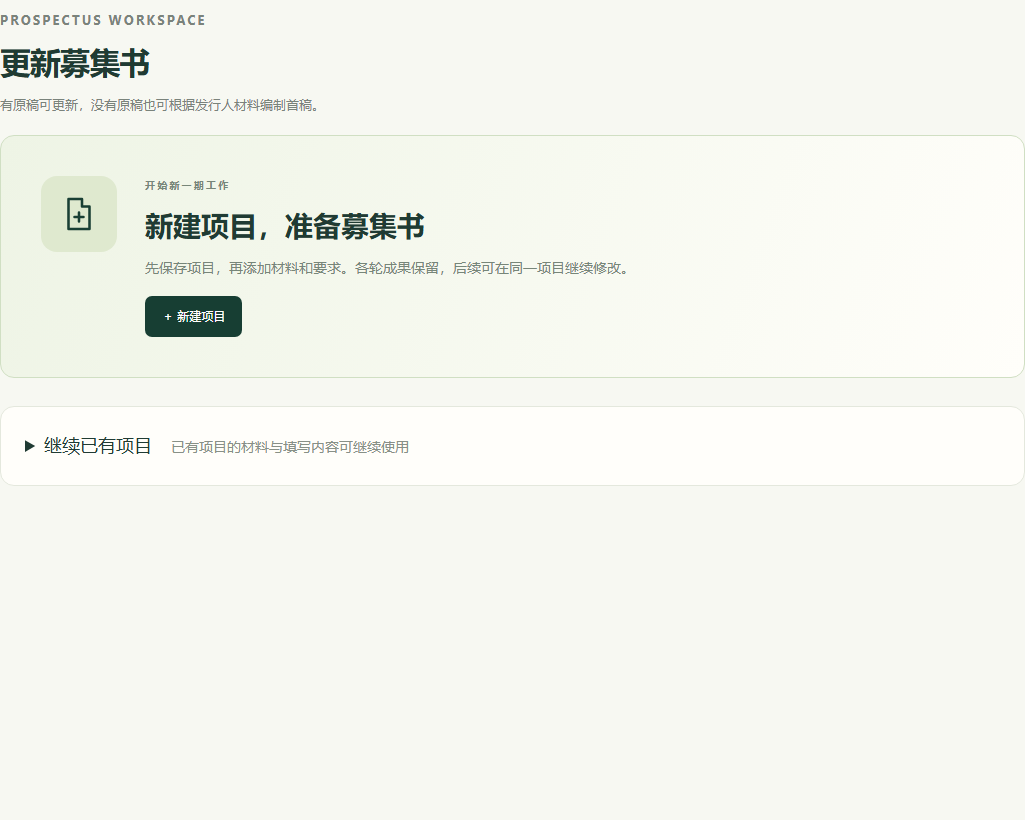 PROSPECTUS WORKSPACE
更新募集书
有原稿可更新，没有原稿也可根据发行人材料编制首稿。
开始新一期工作
新建项目，准备募集书
先保存项目，再添加材料和要求。各轮成果保留，后续可在同一项目继续修改。
+ 新建项目
▶ 继续已有项目 已有项目的材料与填写内容可继续使用